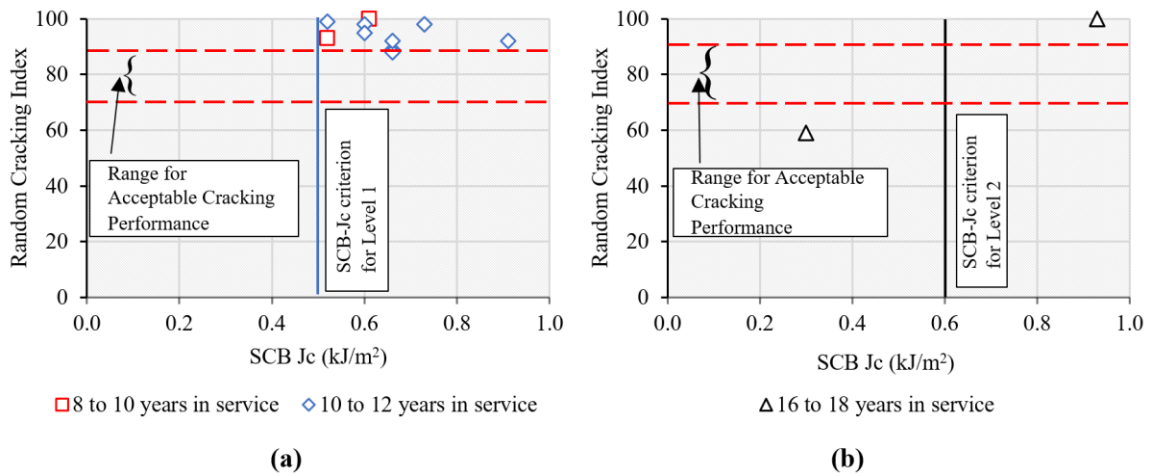 Random Cracking Index
100
80
60
40
20
0
{
Range for
Acceptable Cracking
Performance
SCB-Jc criterion
for Level 1
0.0 0.2 0.4 0.6 0.8 1.0
SCB Jc (kJ/m²)
8 to 10 years in service 10 to 12 years in service
(a)
Random Cracking Index
100
80
60
40
20
0
{
Range for Acceptable
Cracking
Performance
SCB-Jc criterion
for Level 2
0.0 0.2 0.4 0.6 0.8 1.0
SCB Jc (kJ/m²)
16 to 18 years in service
(b)